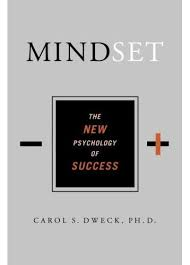 MINDSET
THE
NEW
PSYCHOLOGY
OF
SUCCESS
CAROL S. DWECK, PH.D.